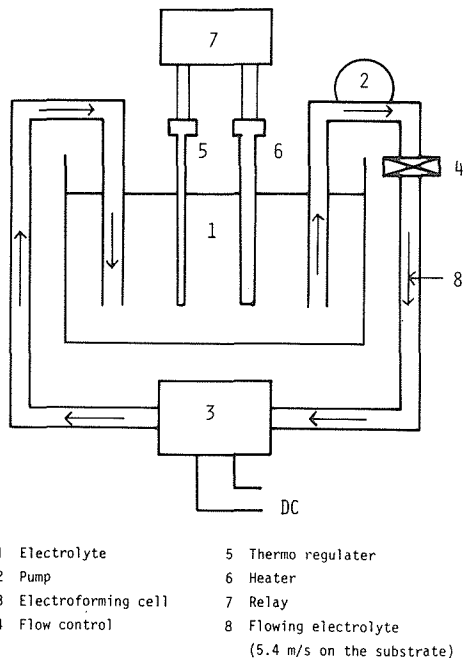 7
2
5
6
4
1
8
3
DC
1 Electrolyte
2 Pump
3 Electroforming cell
4 Flow control
5 Thermo regulater
6 Heater
7 Relay
8 Flowing electrolyte
(5.4 m/s on the substrate)